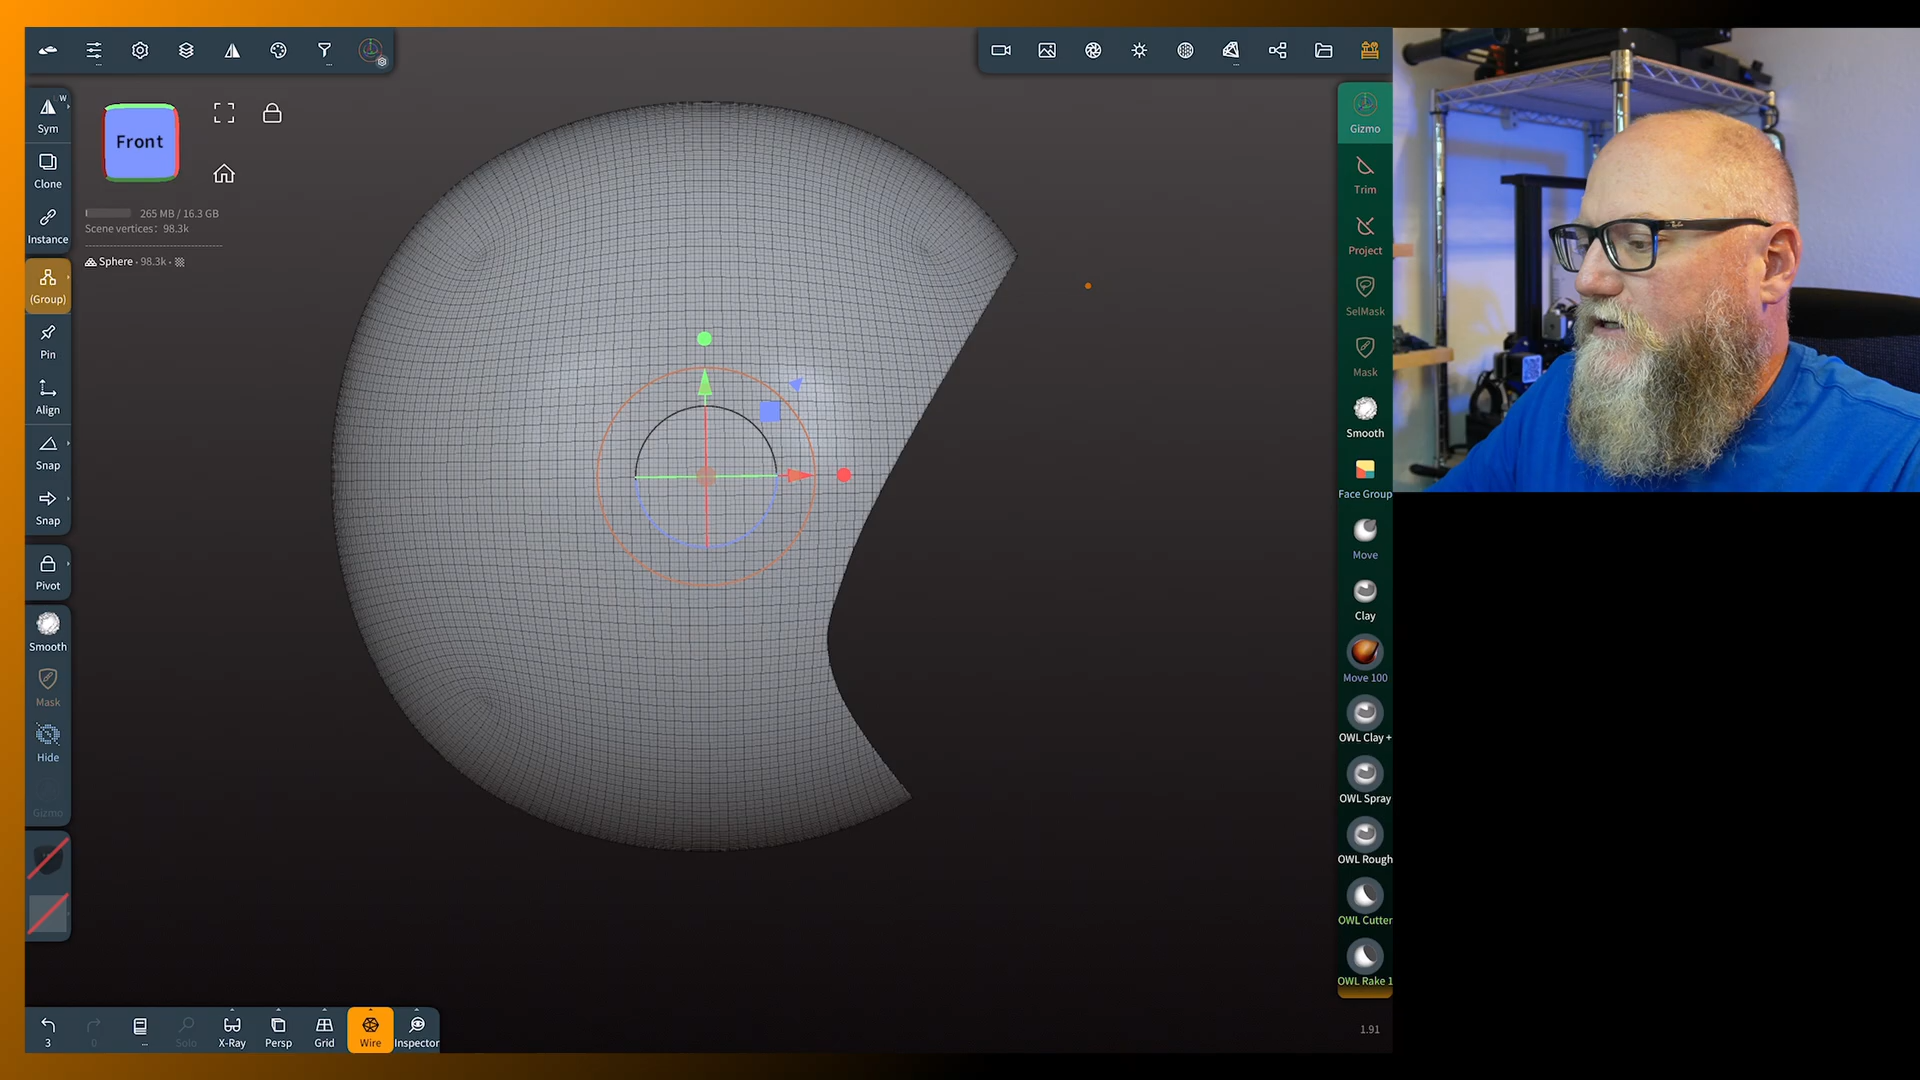 W
Sym
Clone
Instance
(Group)
Pin
Align
Snap
Snap
Pivot
Smooth
Mask
Hide
Gizmo
Front
265 MB / 16.3 GB
Scene vertices: 98.3k
Sphere · 98.3k ·
Gizmo
Trim
Project
SelMask
Mask
Smooth
Face Group
Move
Clay
Move 100
OWL Clay +
OWL Spray
OWL Rough
OWL Cutter
OWL Rake 1
3
0
...
Solo
X-Ray
Persp
Grid
Wire
Inspector
1.91